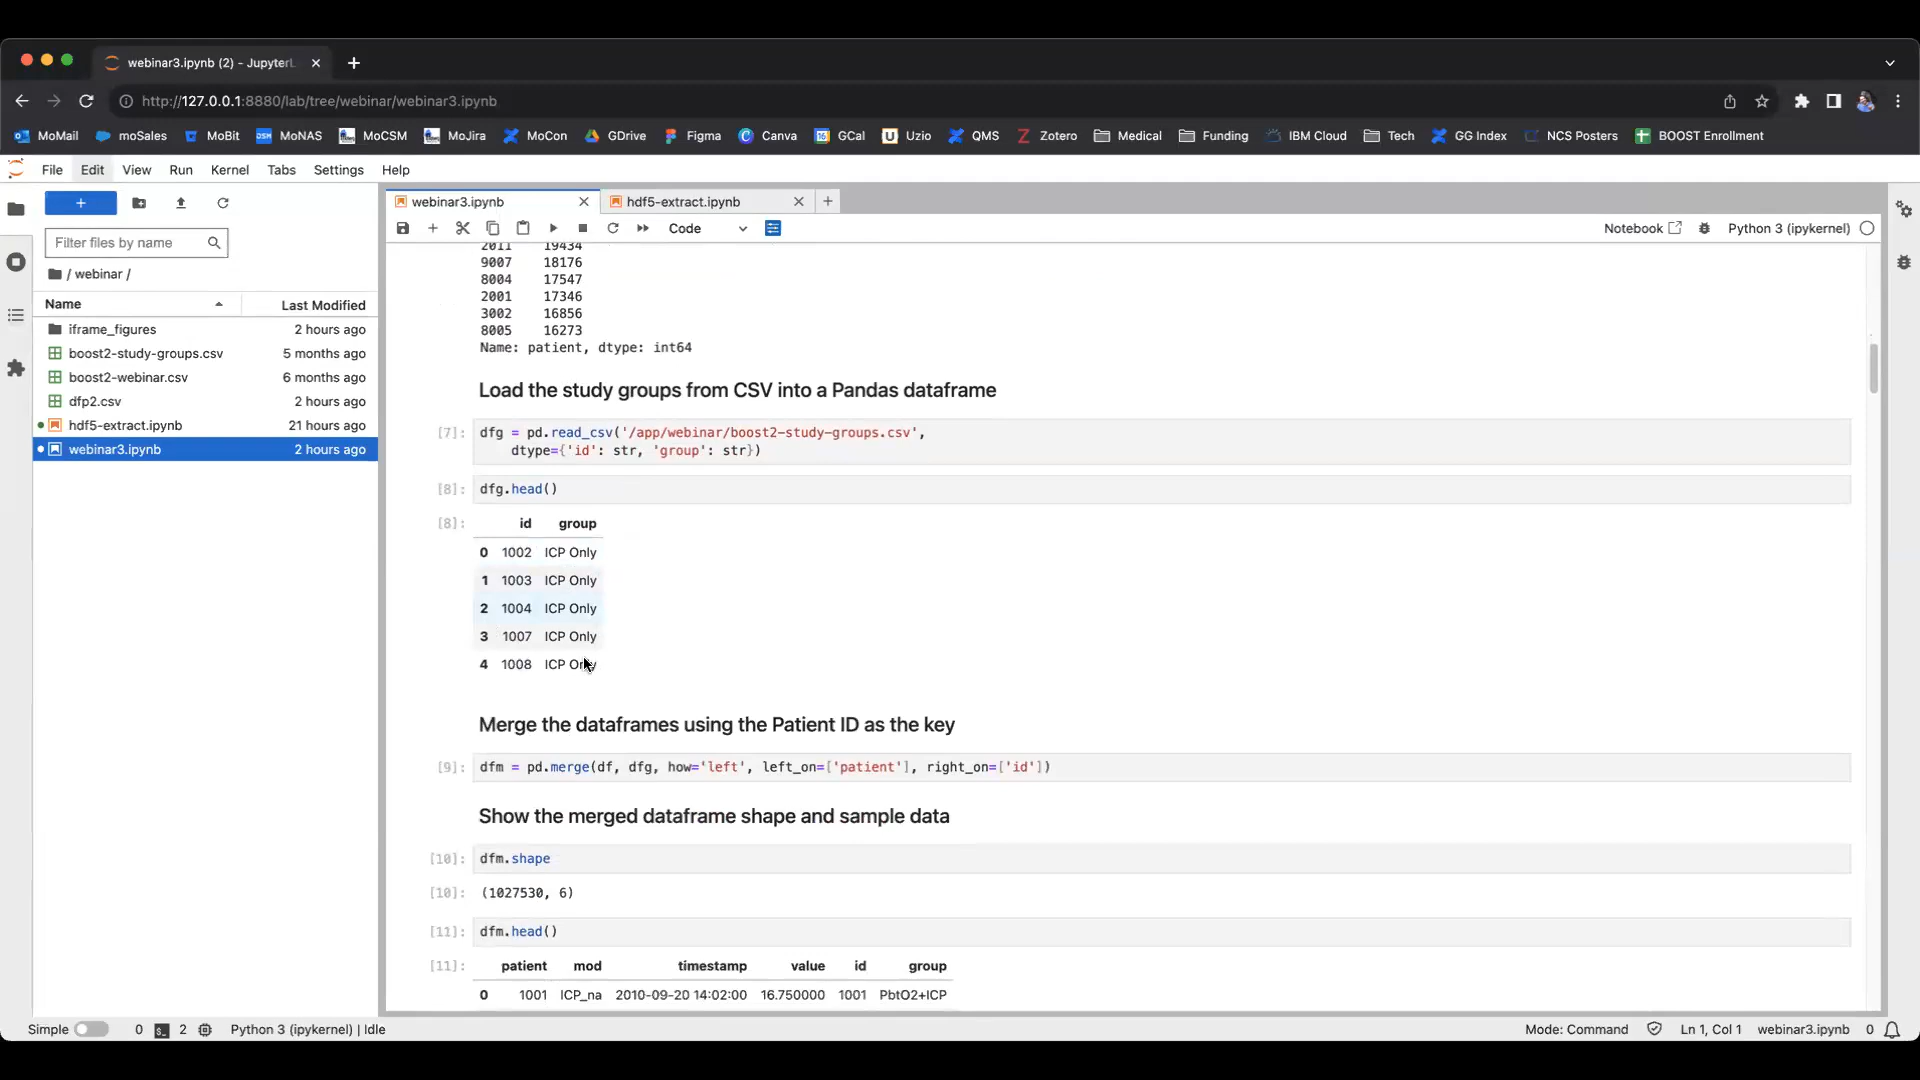 webinar3.ipynb (2) - JupyterL
http://127.0.0.1:8880/lab/tree/webinar/webinar3.ipynb
MoMail moSales MoBit MoNAS MoCSM MoJira MoCon GDrive Figma Canva GCal Uzio QMS Zotero Medical Funding IBM Cloud Tech GG Index NCS Posters BOOST Enrollment
File Edit View Run Kernel Tabs Settings Help
webinar3.ipynb hdf5-extract.ipynb
Code Notebook Python 3 (ipykernel)
Filter files by name
/ webinar /
Name Last Modified
iframe_figures 2 hours ago
boost2-study-groups.csv 5 months ago
boost2-webinar.csv 6 months ago
dfp2.csv 2 hours ago
hdf5-extract.ipynb 21 hours ago
webinar3.ipynb 2 hours ago
2011 19434
9007 18176
8004 17547
2001 17346
3002 16856
8005 16273
Name: patient, dtype: int64
Load the study groups from CSV into a Pandas dataframe
[7]: dfg = pd.read_csv('/app/webinar/boost2-study-groups.csv',
dtype={'id': str, 'group': str})
[8]: dfg.head()
[8]: id group
0 1002 ICP Only
1 1003 ICP Only
2 1004 ICP Only
3 1007 ICP Only
4 1008 ICP Only
Merge the dataframes using the Patient ID as the key
[9]: dfm = pd.merge(df, dfg, how='left', left_on=['patient'], right_on=['id'])
Show the merged dataframe shape and sample data
[10]: dfm.shape
[10]: (1027530, 6)
[11]: dfm.head()
[11]: patient mod timestamp value id group
0 1001 ICP_na 2010-09-20 14:02:00 16.750000 1001 PbtO2+ICP
Simple 0 2 Python 3 (ipykernel) | Idle Mode: Command Ln 1, Col 1 webinar3.ipynb 0